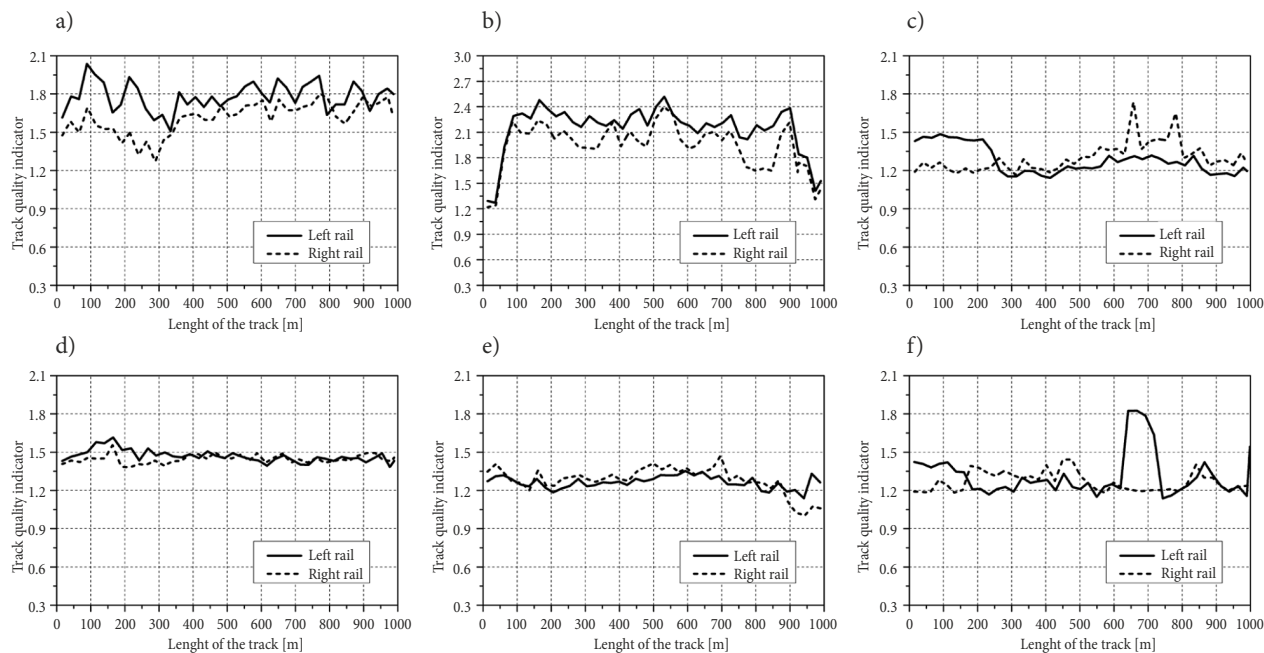 a)
Track quality indicator
2.1
1.8
1.5
1.2
0.9
0.6
0.3
Left rail
Right rail
0 100 200 300 400 500 600 700 800 900 1000
Lenght of the track [m]
b)
Track quality indicator
3.0
2.7
2.4
2.1
1.8
1.5
1.2
0.9
0.6
0.3
Left rail
Right rail
0 100 200 300 400 500 600 700 800 900 1000
Lenght of the track [m]
c)
Track quality indicator
2.1
1.8
1.5
1.2
0.9
0.6
0.3
Left rail
Right rail
0 100 200 300 400 500 600 700 800 900 1000
Lenght of the track [m]
d)
Track quality indicator
2.1
1.8
1.5
1.2
0.9
0.6
0.3
Left rail
Right rail
0 100 200 300 400 500 600 700 800 900 1000
Lenght of the track [m]
e)
Track quality indicator
2.1
1.8
1.5
1.2
0.9
0.6
0.3
Left rail
Right rail
0 100 200 300 400 500 600 700 800 900 1000
Lenght of the track [m]
f)
Track quality indicator
2.1
1.8
1.5
1.2
0.9
0.6
0.3
Left rail
Right rail
0 100 200 300 400 500 600 700 800 900 1000
Lenght of the track [m]